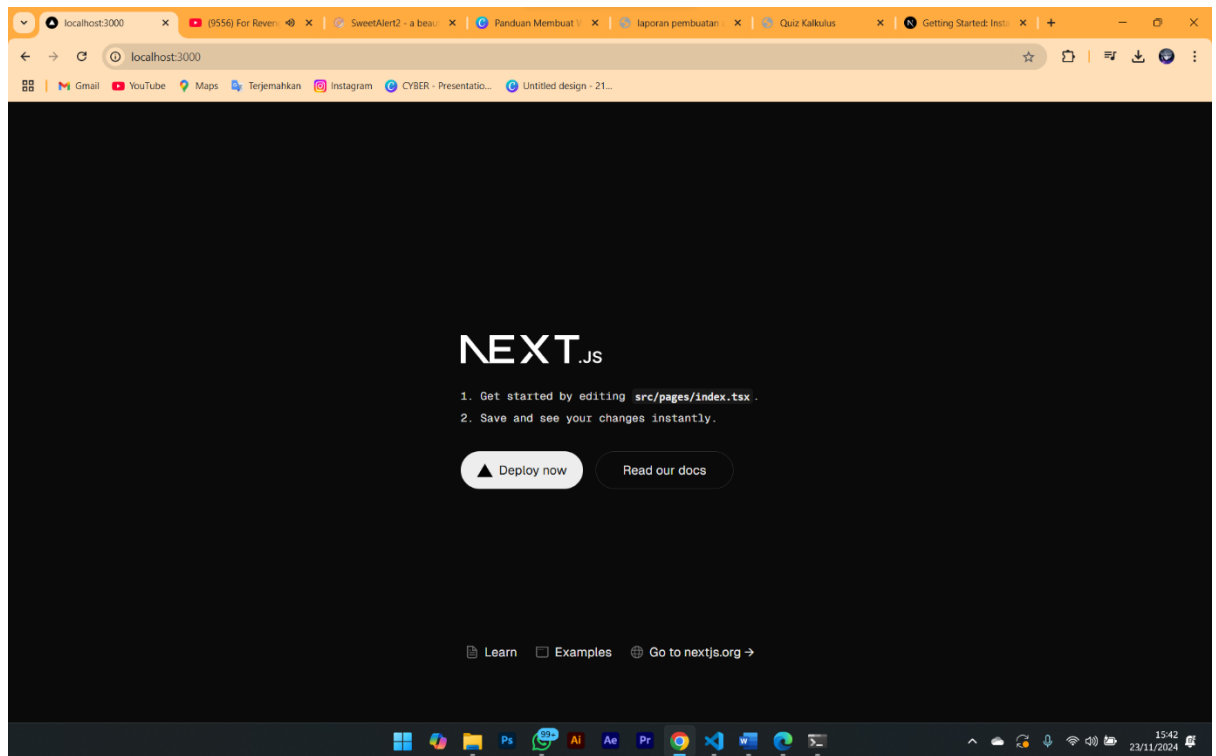 localhost:3000
(9556) For Reven
SweetAlert2 - a beau
Panduan Membuat
laporan pembuatan
Quiz Kalkulus
Getting Started: Insta
localhost:3000
Gmail
YouTube
Maps
Terjemahkan
Instagram
CYBER - Presentatio...
Untitled design - 21...
NEXT.JS
1. Get started by editing src/pages/index.tsx.
2. Save and see your changes instantly.
Deploy now
Read our docs
Learn
Examples
Go to nextjs.org →
Ps
99+
Ai
Ae
Pr
15:42
23/11/2024